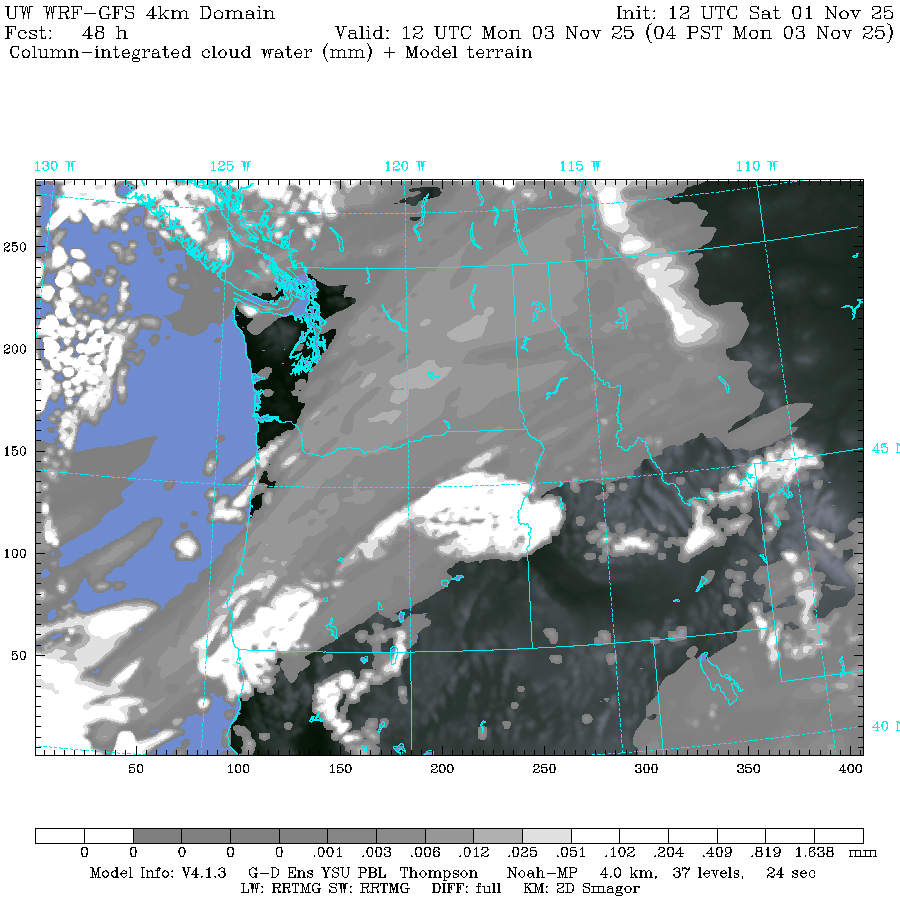 UW WRF-GFS 4km Domain Init: 12 UTC Sat 01 Nov 25
Fcst: 48 h Valid: 12 UTC Mon 03 Nov 25 (04 PST Mon 03 Nov 25)
Column-integrated cloud water (mm) + Model terrain
130 W 125 W 120 W 115 W 110 W
250
200
150 45 N
100
50
40 N
50 100 150 200 250 300 350 400
0 0 0 0 0 .001 .003 .006 .012 .025 .051 .102 .204 .409 .819 1.638 mm
Model Info: V4.1.3 G-D Ens YSU PBL Thompson Noah-MP 4.0 km, 37 levels, 24 sec
LW: RRTMG SW: RRTMG DIFF: full KM: 2D Smagor